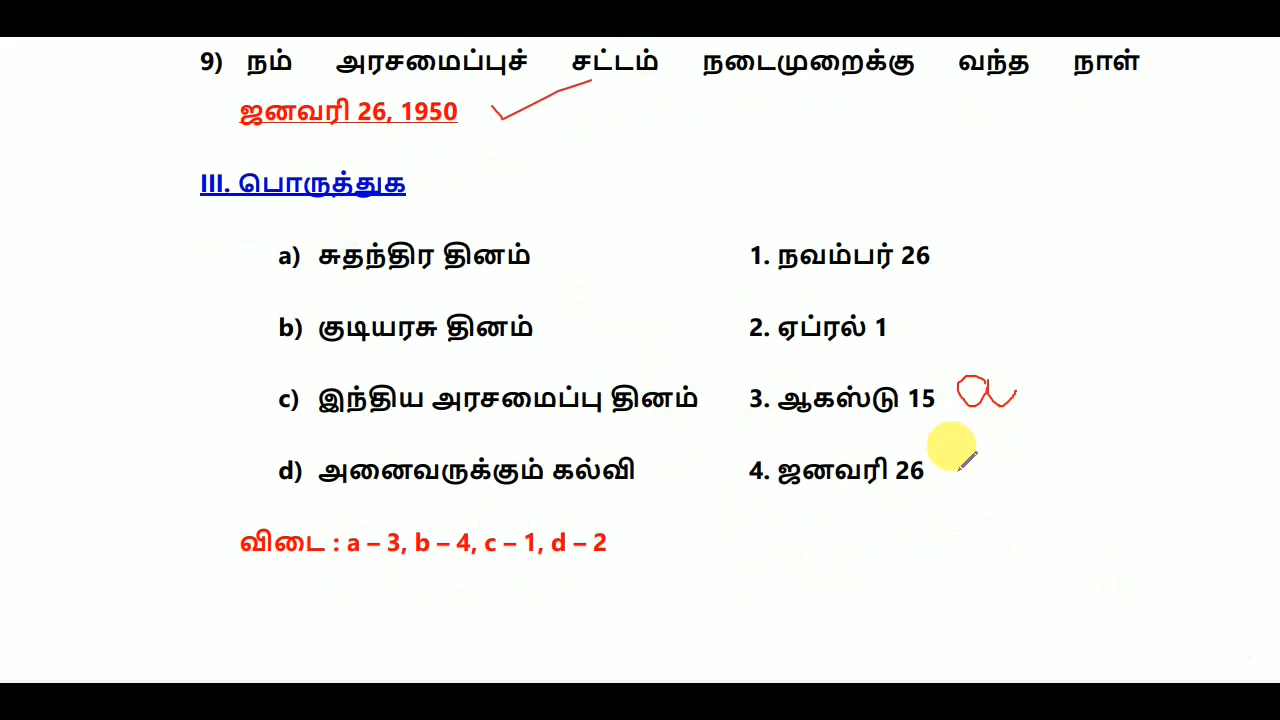 9) நம் அரசமைப்புச் சட்டம் நடைமுறைக்கு வந்த நாள்
ஜனவரி 26, 1950
III. பொருத்துக
a) சுதந்திர தினம் 1. நவம்பர் 26
b) குடியரசு தினம் 2. ஏப்ரல் 1
c) இந்திய அரசமைப்பு தினம் 3. ஆகஸ்டு 15 a
d) அனைவருக்கும் கல்வி 4. ஜனவரி 26
விடை : a – 3, b – 4, c – 1, d – 2